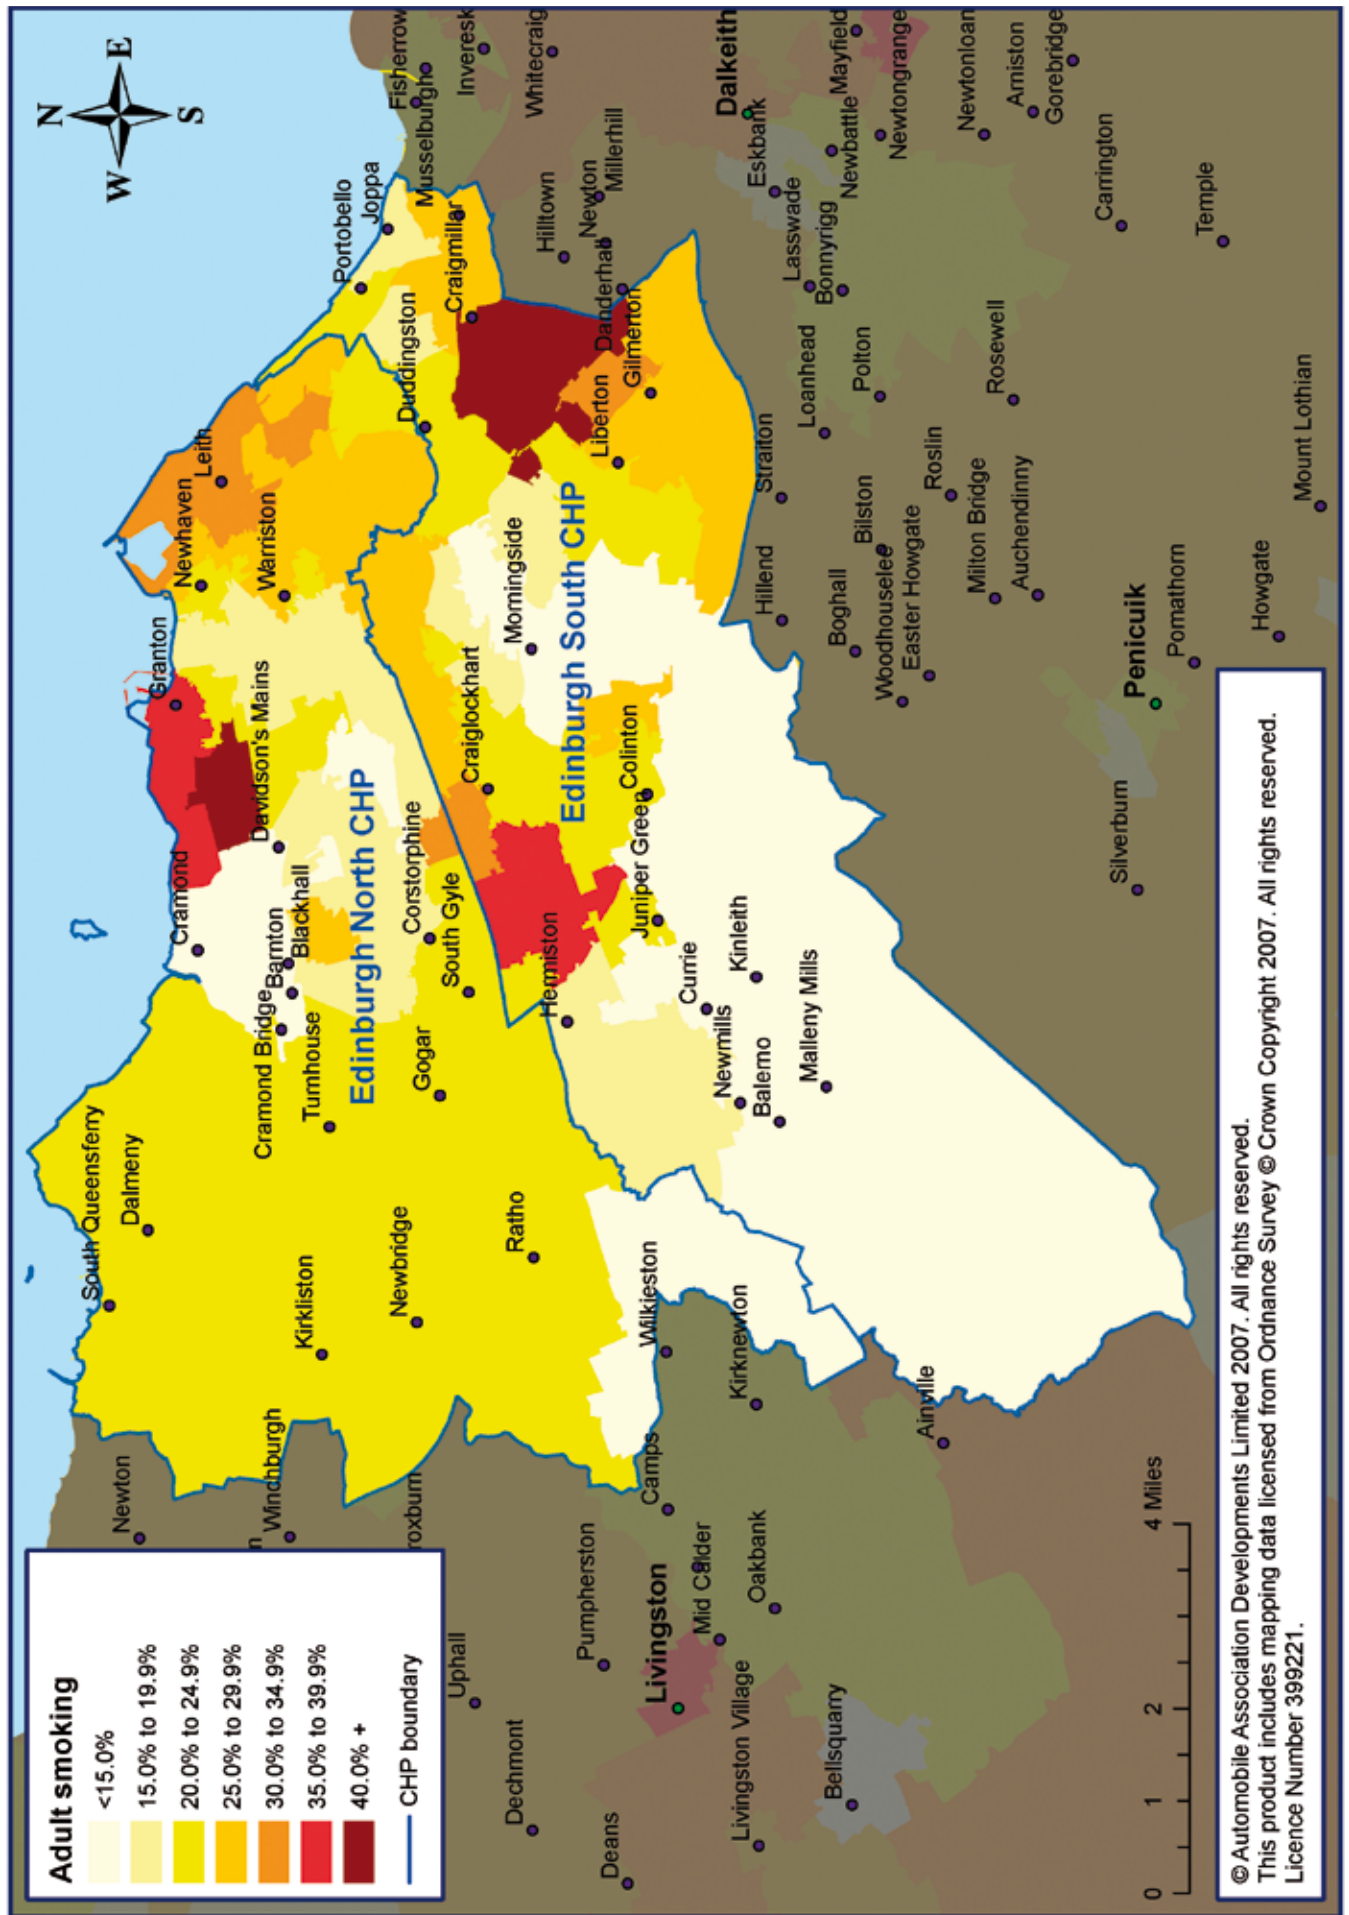 N
W
E
S
Adult smoking
<15.0%
15.0% to 19.9%
20.0% to 24.9%
25.0% to 29.9%
30.0% to 34.9%
35.0% to 39.9%
40.0% +
CHP boundary
Edinburgh North CHP
Edinburgh South CHP
South Queensferry
Dalmeny
Newton
Winchburgh
n
roxburn
Kirkliston
Newbridge
Ratho
Cramond
Cramond Bridge
Barnton
Blackhall
Turnhouse
Gogar
Davidson's Mains
Granton
Newhaven
Leith
Warriston
Corstorphine
South Gyle
Portobello
Joppa
Duddingston
Craigmillar
Fisherrow
Musselburgh
Inveresk
Whitecraig
Hilltown
Newton
Millerhill
Danderhall
Gilmerton
Liberton
Morningside
Craiglockhart
Colinton
Juniper Green
Hermiston
Currie
Kinleith
Newmills
Balerno
Malleny Mills
Wilkieston
Kirknewton
Camps
Ainville
Uphall
Pumpherston
Dechmont
Deans
Livingston
Mid Calder
Oakbank
Livingston Village
Bellsquarry
Dalkeith
Eskbank
Mayfield
Newbattle
Newtongrange
Newtonloan
Arniston
Gorebridge
Carrington
Temple
Lasswade
Bonnyrigg
Loanhead
Polton
Rosewell
Straiton
Hillend
Boghall
Bilston
Woodhouselee
Easter Howgate
Roslin
Milton Bridge
Auchendinny
Penicuik
Pomathorn
Howgate
Mount Lothian
Silverburn
0 1 2 4 Miles
© Automobile Association Developments Limited 2007. All rights reserved.
This product includes mapping data licensed from Ordnance Survey © Crown Copyright 2007. All rights reserved.
Licence Number 399221.